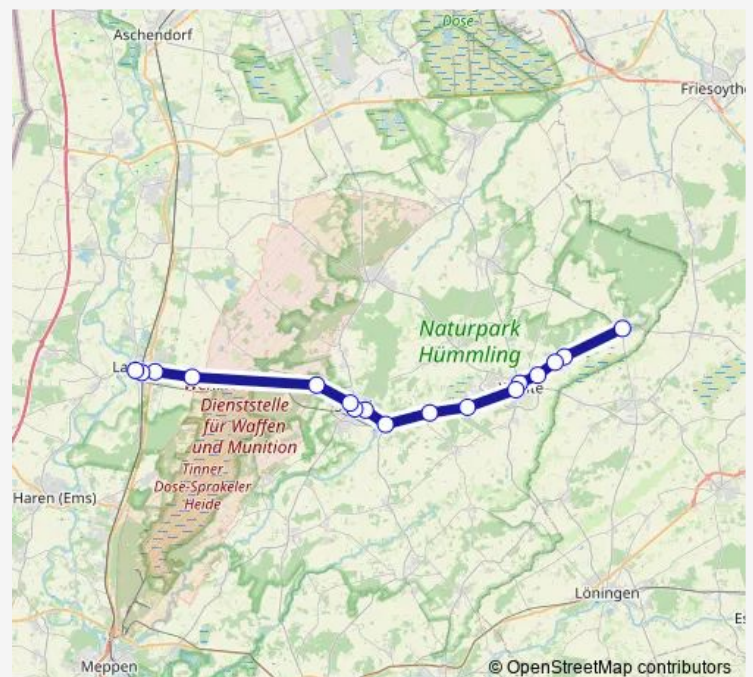 Dose
Aschendorf
Friesoythe
Naturpark
Hümmling
La
Dienststelle
für Waffen
und Munition
Tinner
Dose-Sprakeler
Heide
Haren (Ems)
Löningen
Es
Meppen
© OpenStreetMap contributors